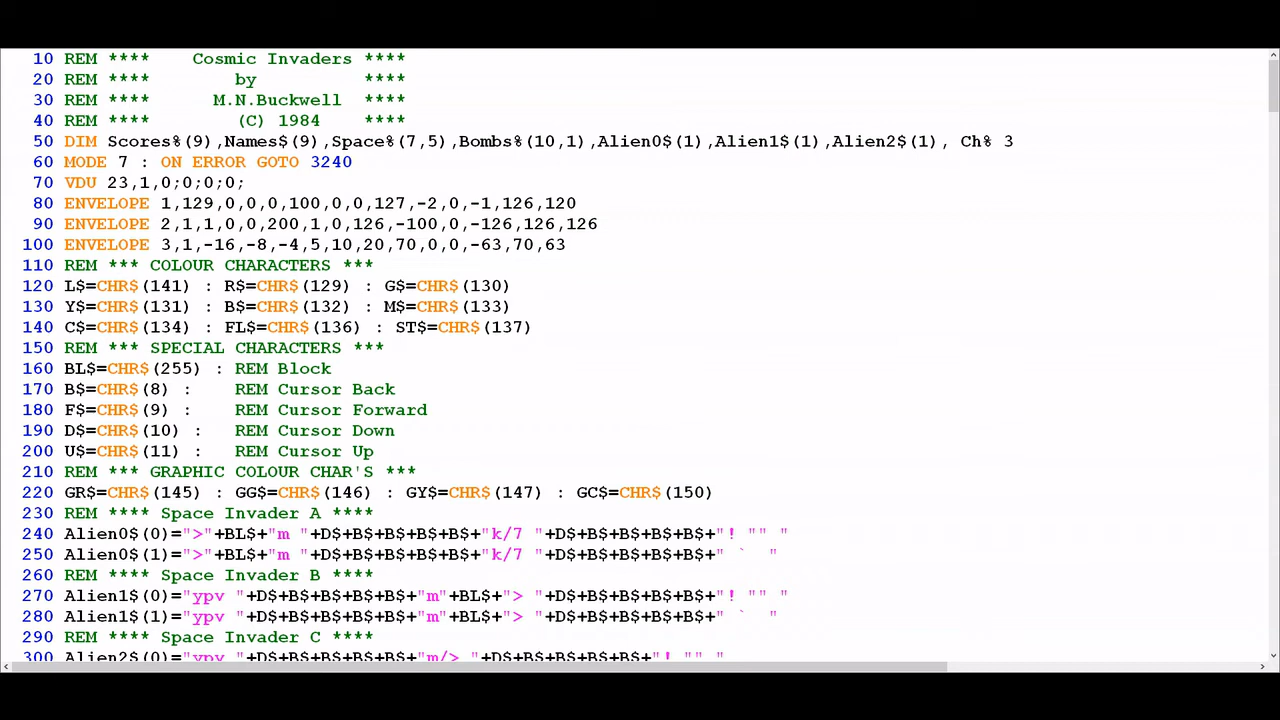 10 REM ****    Cosmic Invaders ****
20 REM ****        by          ****
30 REM ****      M.N.Buckwell  ****
40 REM ****        (C) 1984    ****
50 DIM Scores%(9),Names$(9),Space%(7,5),Bombs%(10,1),Alien0$(1),Alien1$(1),Alien2$(1), Ch% 3
60 MODE 7 : ON ERROR GOTO 3240
70 VDU 23,1,0;0;0;0;
80 ENVELOPE 1,129,0,0,0,100,0,0,127,-2,0,-1,126,120
90 ENVELOPE 2,1,1,0,0,200,1,0,126,-100,0,-126,126,126
100 ENVELOPE 3,1,-16,-8,-4,5,10,20,70,0,0,-63,70,63
110 REM *** COLOUR CHARACTERS ***
120 L$=CHR$(141) : R$=CHR$(129) : G$=CHR$(130)
130 Y$=CHR$(131) : B$=CHR$(132) : M$=CHR$(133)
140 C$=CHR$(134) : FL$=CHR$(136) : ST$=CHR$(137)
150 REM *** SPECIAL CHARACTERS ***
160 BL$=CHR$(255) : REM Block
170 B$=CHR$(8) :    REM Cursor Back
180 F$=CHR$(9) :    REM Cursor Forward
190 D$=CHR$(10) :   REM Cursor Down
200 U$=CHR$(11) :   REM Cursor Up
210 REM *** GRAPHIC COLOUR CHAR'S ***
220 GR$=CHR$(145) : GG$=CHR$(146) : GY$=CHR$(147) : GC$=CHR$(150)
230 REM **** Space Invader A ****
240 Alien0$(0)=">"+BL$+"m "+D$+B$+B$+B$+B$+"k/7 "+D$+B$+B$+B$+B$+"! "" "
250 Alien0$(1)=">"+BL$+"m "+D$+B$+B$+B$+B$+"k/7 "+D$+B$+B$+B$+B$+" `  "
260 REM **** Space Invader B ****
270 Alien1$(0)="ypv "+D$+B$+B$+B$+B$+"m"+BL$+"> "+D$+B$+B$+B$+B$+"! "" "
280 Alien1$(1)="ypv "+D$+B$+B$+B$+B$+"m"+BL$+"> "+D$+B$+B$+B$+B$+" `  "
290 REM **** Space Invader C ****
300 Alien2$(0)="ypv "+D$+B$+B$+B$+B$+"m/> "+D$+B$+B$+B$+B$+"! "" "